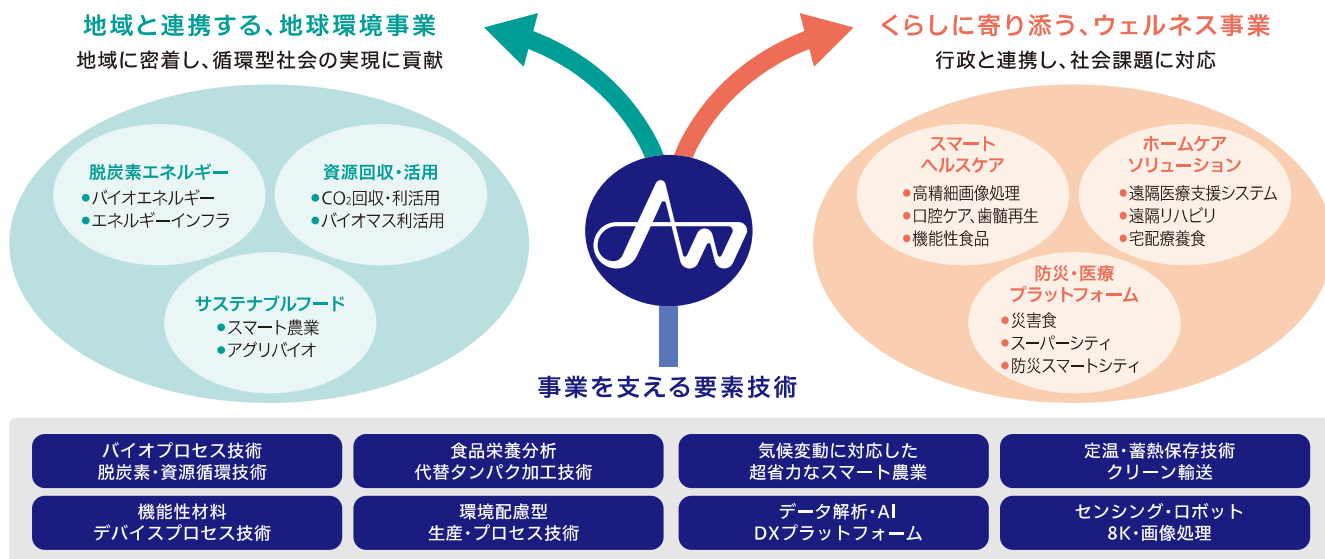 地域と連携する、地球環境事業
地域に密着し、循環型社会の実現に貢献
脱炭素エネルギー
●バイオエネルギー
●エネルギーインフラ
資源回収・活用
●CO₂回収・利活用
●バイオマス利活用
サステナブルフード
●スマート農業
●アグリバイオ
くらしに寄り添う、ウェルネス事業
行政と連携し、社会課題に対応
スマート
ヘルスケア
●高精細画像処理
●口腔ケア、歯髄再生
●機能性食品
ホームケア
ソリューション
●遠隔医療支援システム
●遠隔リハビリ
●宅配療養食
防災・医療
プラットフォーム
●災害食
●スーパーシティ
●防災スマートシティ
AW
事業を支える要素技術
バイオプロセス技術
脱炭素・資源循環技術
食品栄養分析
代替タンパク加工技術
気候変動に対応した
超省力なスマート農業
定温・蓄熱保存技術
クリーン輸送
機能性材料
デバイスプロセス技術
環境配慮型
生産・プロセス技術
データ解析・AI
DXプラットフォーム
センシング・ロボット
8K・画像処理